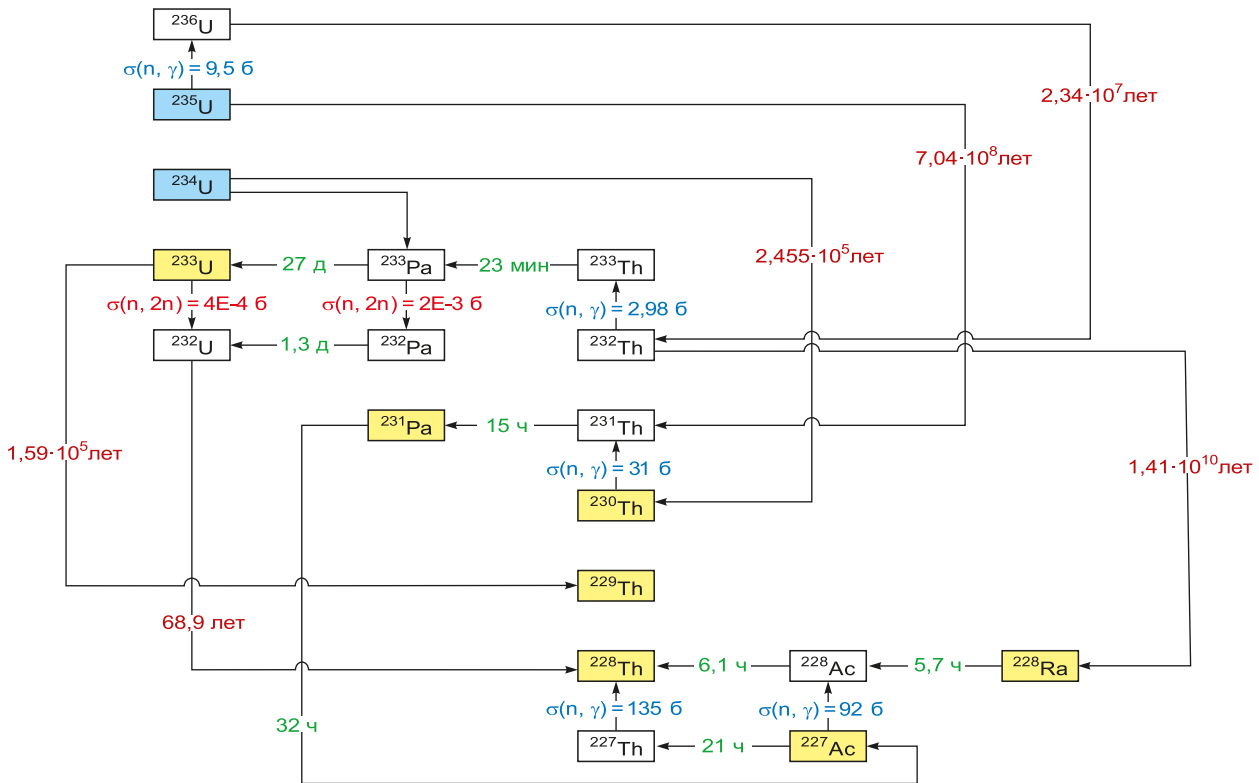 ²³⁶U
σ(n, γ) = 9,5 б
2,34·10⁷лет
²³⁵U
7,04·10⁸лет
²³⁴U
2,455·10⁵лет
²³³U
27 д
²³³Pa
23 мин
²³³Th
σ(n, 2n) = 4E-4 б
σ(n, 2n) = 2E-3 б
σ(n, γ) = 2,98 б
²³²U
1,3 д
²³²Pa
²³²Th
²³¹Pa
15 ч
²³¹Th
1,59·10⁵лет
σ(n, γ) = 31 б
1,41·10¹⁰лет
²³⁰Th
²²⁹Th
68,9 лет
²²⁸Th
6,1 ч
²²⁸Ac
5,7 ч
²²⁸Ra
32 ч
σ(n, γ) = 135 б
σ(n, γ) = 92 б
²²⁷Th
21 ч
²²⁷Ac